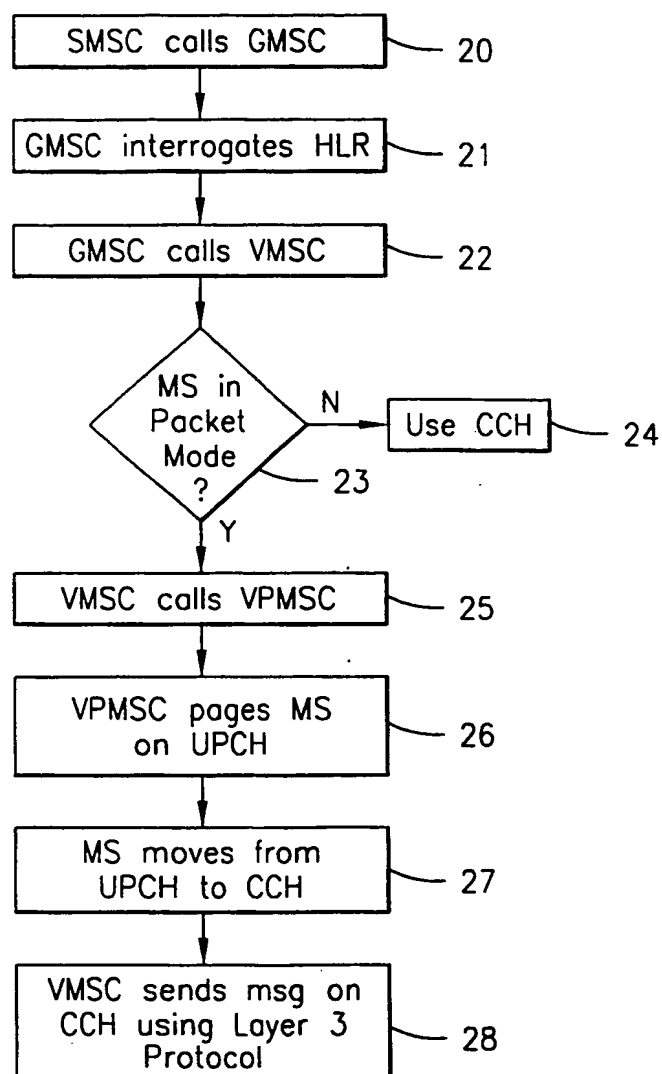 SMSC calls GMSC
20
GMSC interrogates HLR
21
GMSC calls VMSC
22
MS in
Packet
Mode
?
23
N
Use CCH
24
Y
VMSC calls VPMSC
25
VPMSC pages MS
on UPCH
26
MS moves from
UPCH to CCH
27
VMSC sends msg on
CCH using Layer 3
Protocol
28